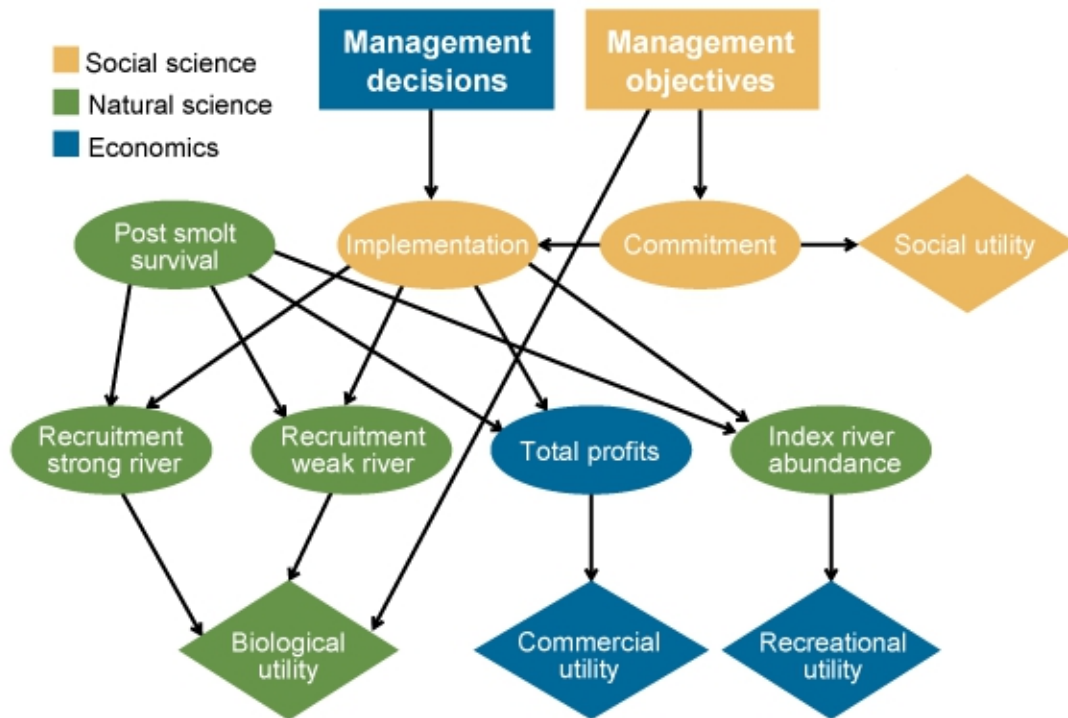 Management
decisions
Management
objectives
Social science
Natural science
Economics
Post smolt
survival
Implementation
Commitment
Social utility
Recruitment
strong river
Recruitment
weak river
Total profits
Index river
abundance
Biological
utility
Commercial
utility
Recreational
utility